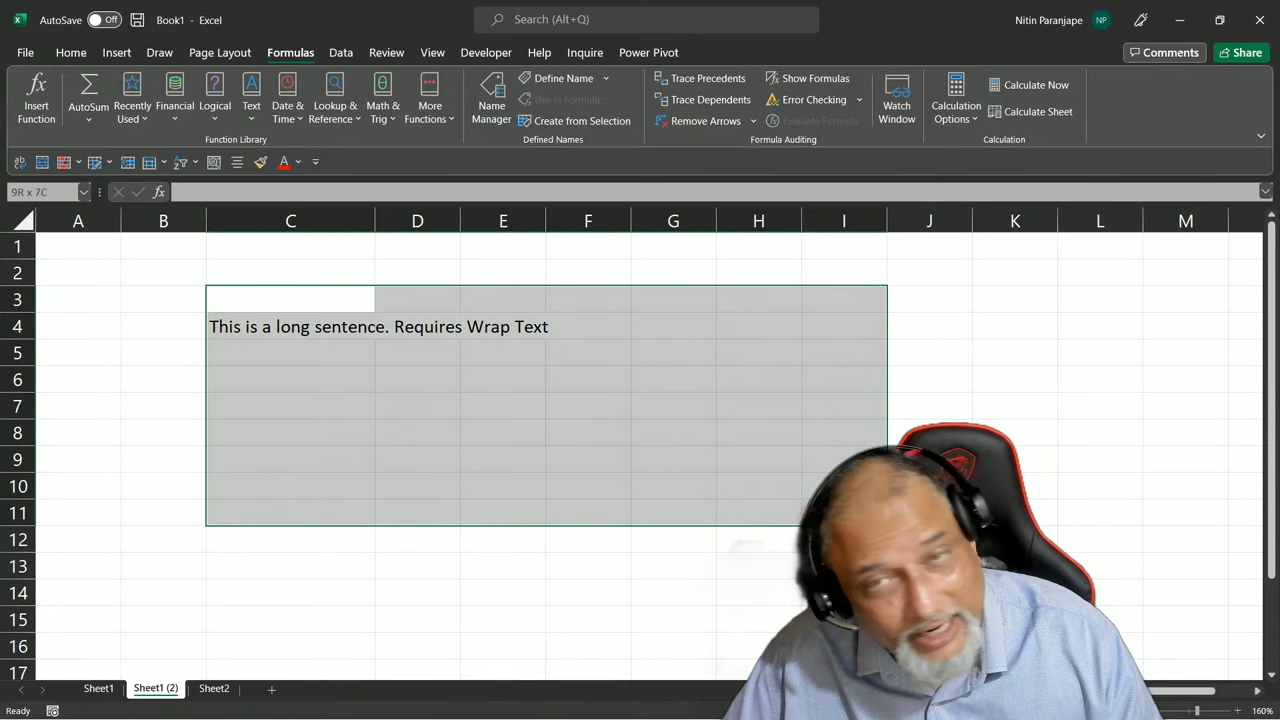 AutoSave Off Book1 - Excel Search (Alt+Q) Nitin Paranjape NP
File Home Insert Draw Page Layout Formulas Data Review View Developer Help Inquire Power Pivot Comments Share
Insert Function
AutoSum
Recently Used
Financial
Logical
Text
Date & Time
Lookup & Reference
Math & Trig
More Functions
Function Library
Name Manager
Define Name
Use in Formula
Create from Selection
Defined Names
Trace Precedents
Trace Dependents
Remove Arrows
Show Formulas
Error Checking
Evaluate Formula
Formula Auditing
Watch Window
Calculation Options
Calculate Now
Calculate Sheet
Calculation
9R x 7C fx
A B C D E F G H I J K L M
1
2
3
4 This is a long sentence. Requires Wrap Text
5
6
7
8
9
10
11
12
13
14
15
16
17
Sheet1 Sheet1 (2) Sheet2
Ready 160%